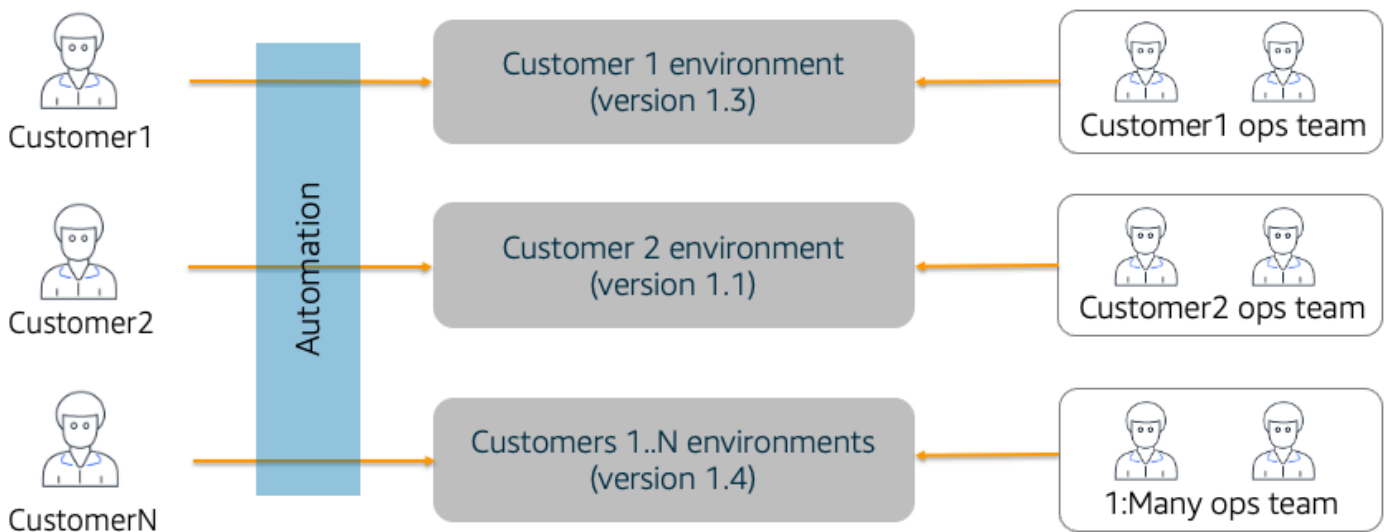 Customer1
Automation
Customer 1 environment
(version 1.3)
Customer1 ops team
Customer2
Customer 2 environment
(version 1.1)
Customer2 ops team
CustomerN
Customers 1..N environments
(version 1.4)
1:Many ops team